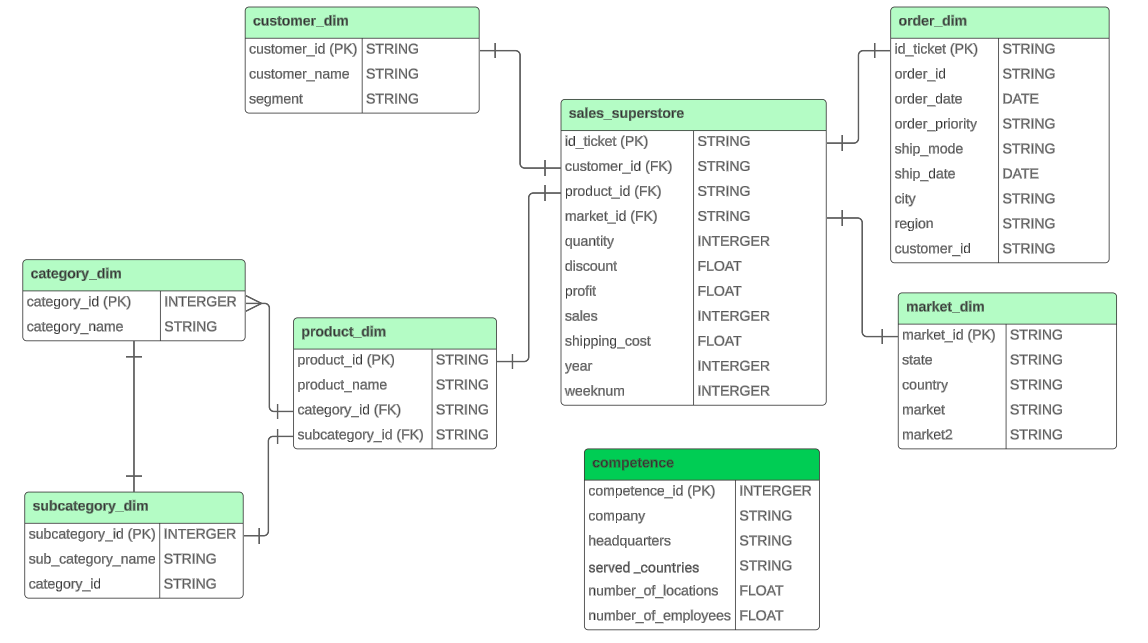 customer_dim
customer_id (PK) STRING
customer_name STRING
segment STRING
order_dim
id_ticket (PK) STRING
order_id STRING
order_date DATE
order_priority STRING
ship_mode STRING
ship_date DATE
city STRING
region STRING
customer_id STRING
sales_superstore
id_ticket (PK) STRING
customer_id (FK) STRING
product_id (FK) STRING
market_id (FK) STRING
quantity INTERGER
discount FLOAT
profit FLOAT
sales INTERGER
shipping_cost FLOAT
year INTERGER
weeknum INTERGER
category_dim
category_id (PK) INTERGER
category_name STRING
product_dim
product_id (PK) STRING
product_name STRING
category_id (FK) STRING
subcategory_id (FK) STRING
market_dim
market_id (PK) STRING
state STRING
country STRING
market STRING
market2 STRING
subcategory_dim
subcategory_id (PK) INTERGER
sub_category_name STRING
category_id STRING
competence
competence_id (PK) INTERGER
company STRING
headquarters STRING
served _countries STRING
number_of_locations FLOAT
number_of_employees FLOAT